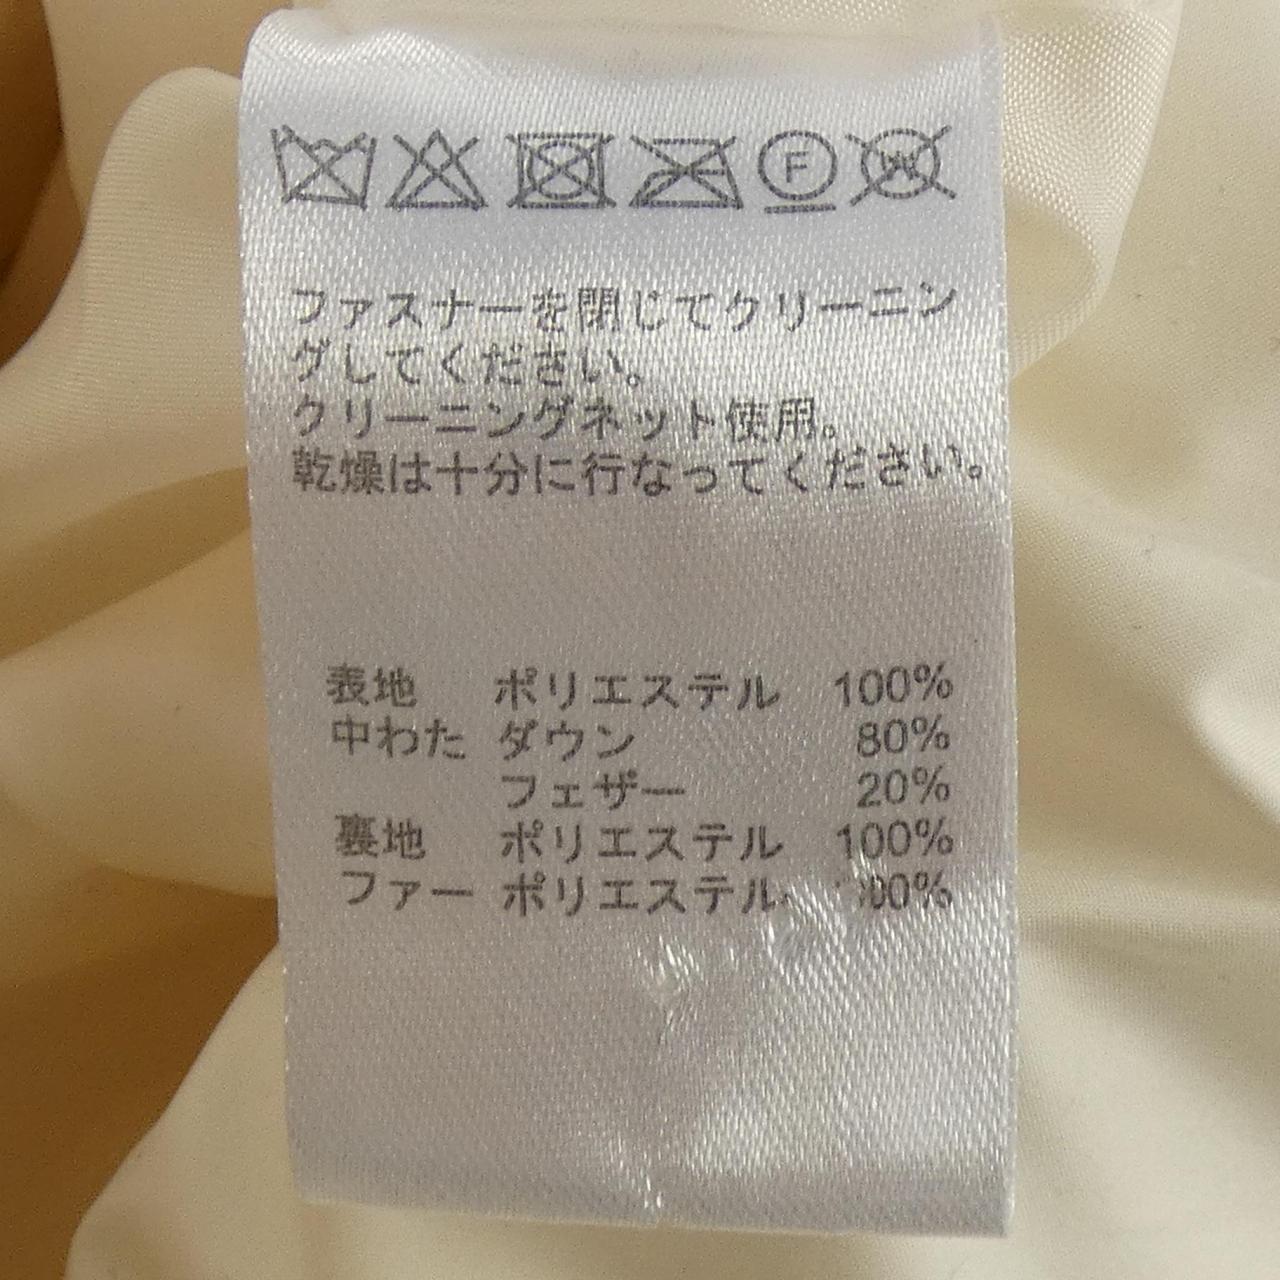 F W
ファスナーを閉じてクリーニン
グしてください。
クリーニングネット使用。
乾燥は十分に行なってください。
表地 ポリエステル 100%
中わた ダウン 80%
フェザー 20%
裏地 ポリエステル 100%
ファー ポリエステル